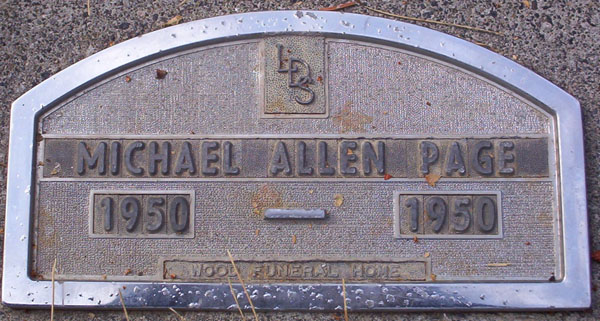 LDS
MICHAEL ALLEN PAGE
1950 — 1950
WOOD FUNERAL HOME